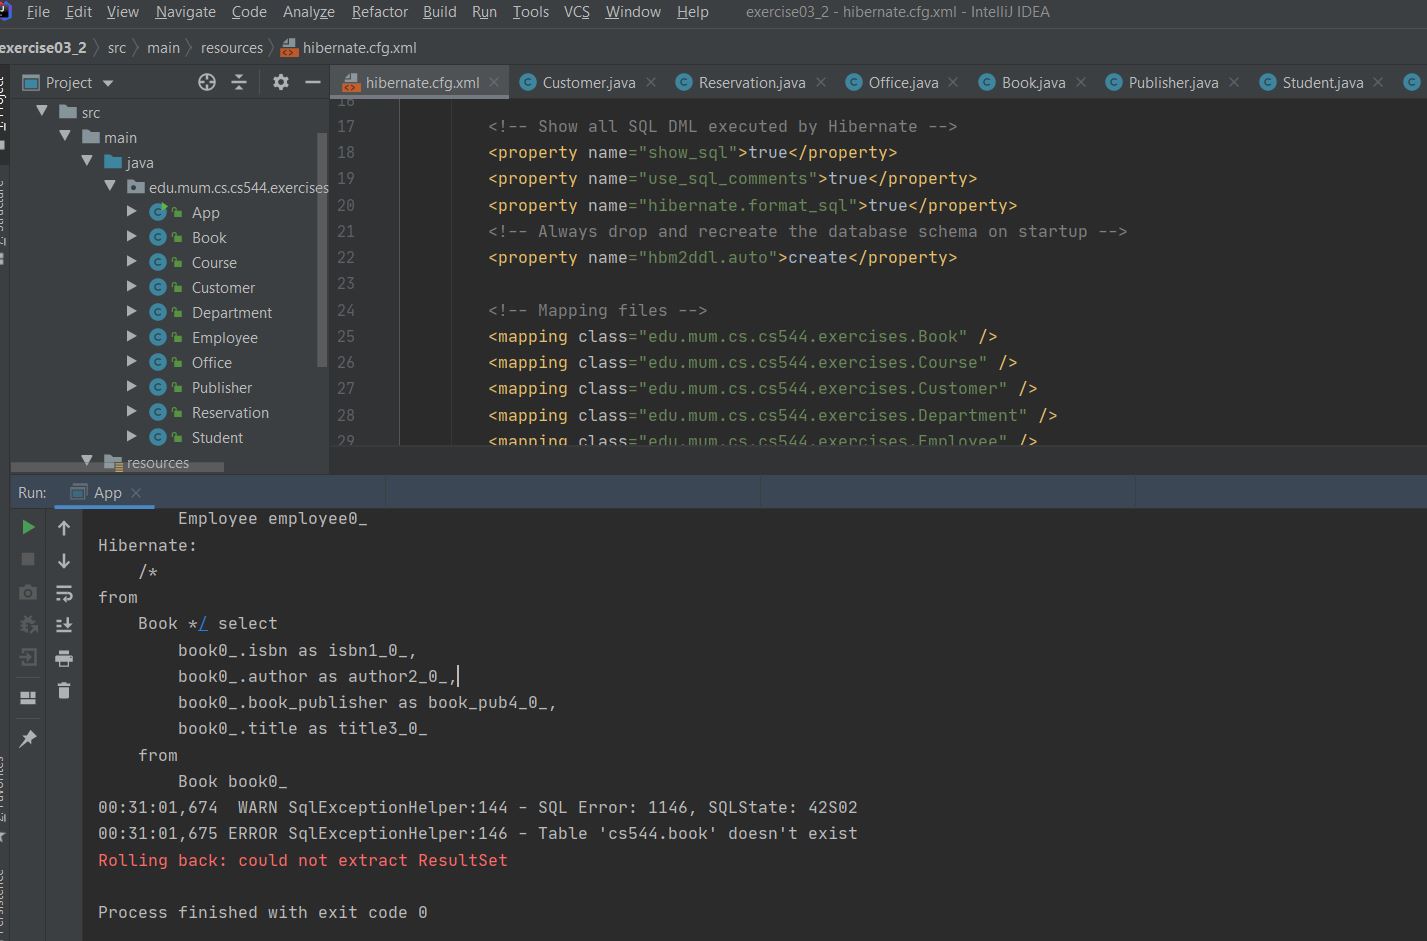 File Edit View Navigate Code Analyze Refactor Build Run Tools VCS Window Help exercise03_2 - hibernate.cfg.xml - IntelliJ IDEA
exercise03_2 src main resources hibernate.cfg.xml
Project
hibernate.cfg.xml Customer.java Reservation.java Office.java Book.java Publisher.java Student.java
src
main
java
edu.mum.cs.cs544.exercises
App
Book
Course
Customer
Department
Employee
Office
Publisher
Reservation
Student
resources
16
17 <!-- Show all SQL DML executed by Hibernate -->
18 <property name="show_sql">true</property>
19 <property name="use_sql_comments">true</property>
20 <property name="hibernate.format_sql">true</property>
21 <!-- Always drop and recreate the database schema on startup -->
22 <property name="hbm2ddl.auto">create</property>
23
24 <!-- Mapping files -->
25 <mapping class="edu.mum.cs.cs544.exercises.Book" />
26 <mapping class="edu.mum.cs.cs544.exercises.Course" />
27 <mapping class="edu.mum.cs.cs544.exercises.Customer" />
28 <mapping class="edu.mum.cs.cs544.exercises.Department" />
29 <mapping class="edu.mum.cs.cs544.exercises.Employee" />
Run: App
Employee employee0_
Hibernate:
/*
from
Book */ select
book0_.isbn as isbn1_0_,
book0_.author as author2_0_,
book0_.book_publisher as book_pub4_0_,
book0_.title as title3_0_
from
Book book0_
00:31:01,674  WARN SqlExceptionHelper:144 - SQL Error: 1146, SQLState: 42S02
00:31:01,675 ERROR SqlExceptionHelper:146 - Table 'cs544.book' doesn't exist
Rolling back: could not extract ResultSet
Process finished with exit code 0